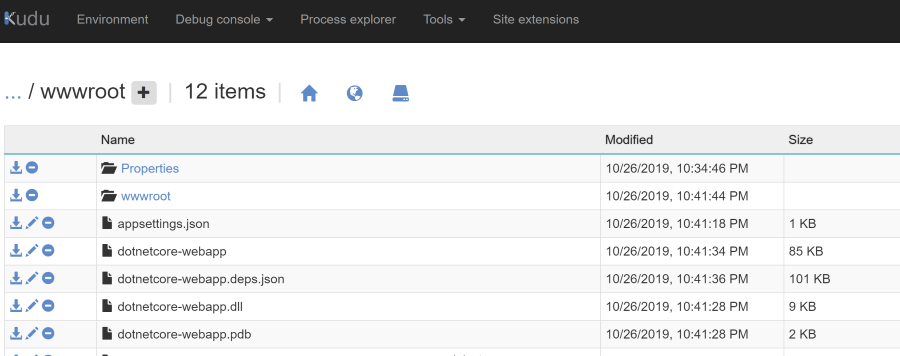 Kudu Environment Debug console Process explorer Tools Site extensions
... / wwwroot + | 12 items |
Name Modified Size
Properties 10/26/2019, 10:34:46 PM
wwwroot 10/26/2019, 10:41:44 PM
appsettings.json 10/26/2019, 10:41:18 PM 1 KB
dotnetcore-webapp 10/26/2019, 10:41:34 PM 85 KB
dotnetcore-webapp.deps.json 10/26/2019, 10:41:36 PM 101 KB
dotnetcore-webapp.dll 10/26/2019, 10:41:28 PM 9 KB
dotnetcore-webapp.pdb 10/26/2019, 10:41:28 PM 2 KB